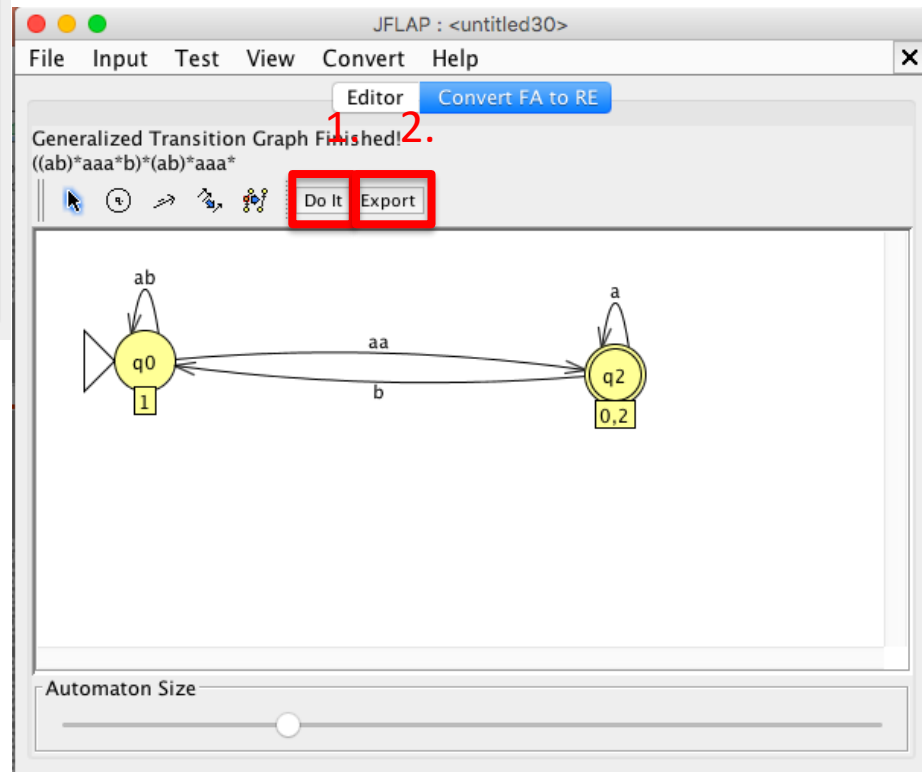 JFLAP : <untitled30>
File Input Test View Convert Help
Editor Convert FA to RE
1. 2.
Generalized Transition Graph Finished!
((ab)*aaa*b)*(ab)*aaa*
Do It Export
ab
a
aa
q0
q2
b
1
0,2
Automaton Size